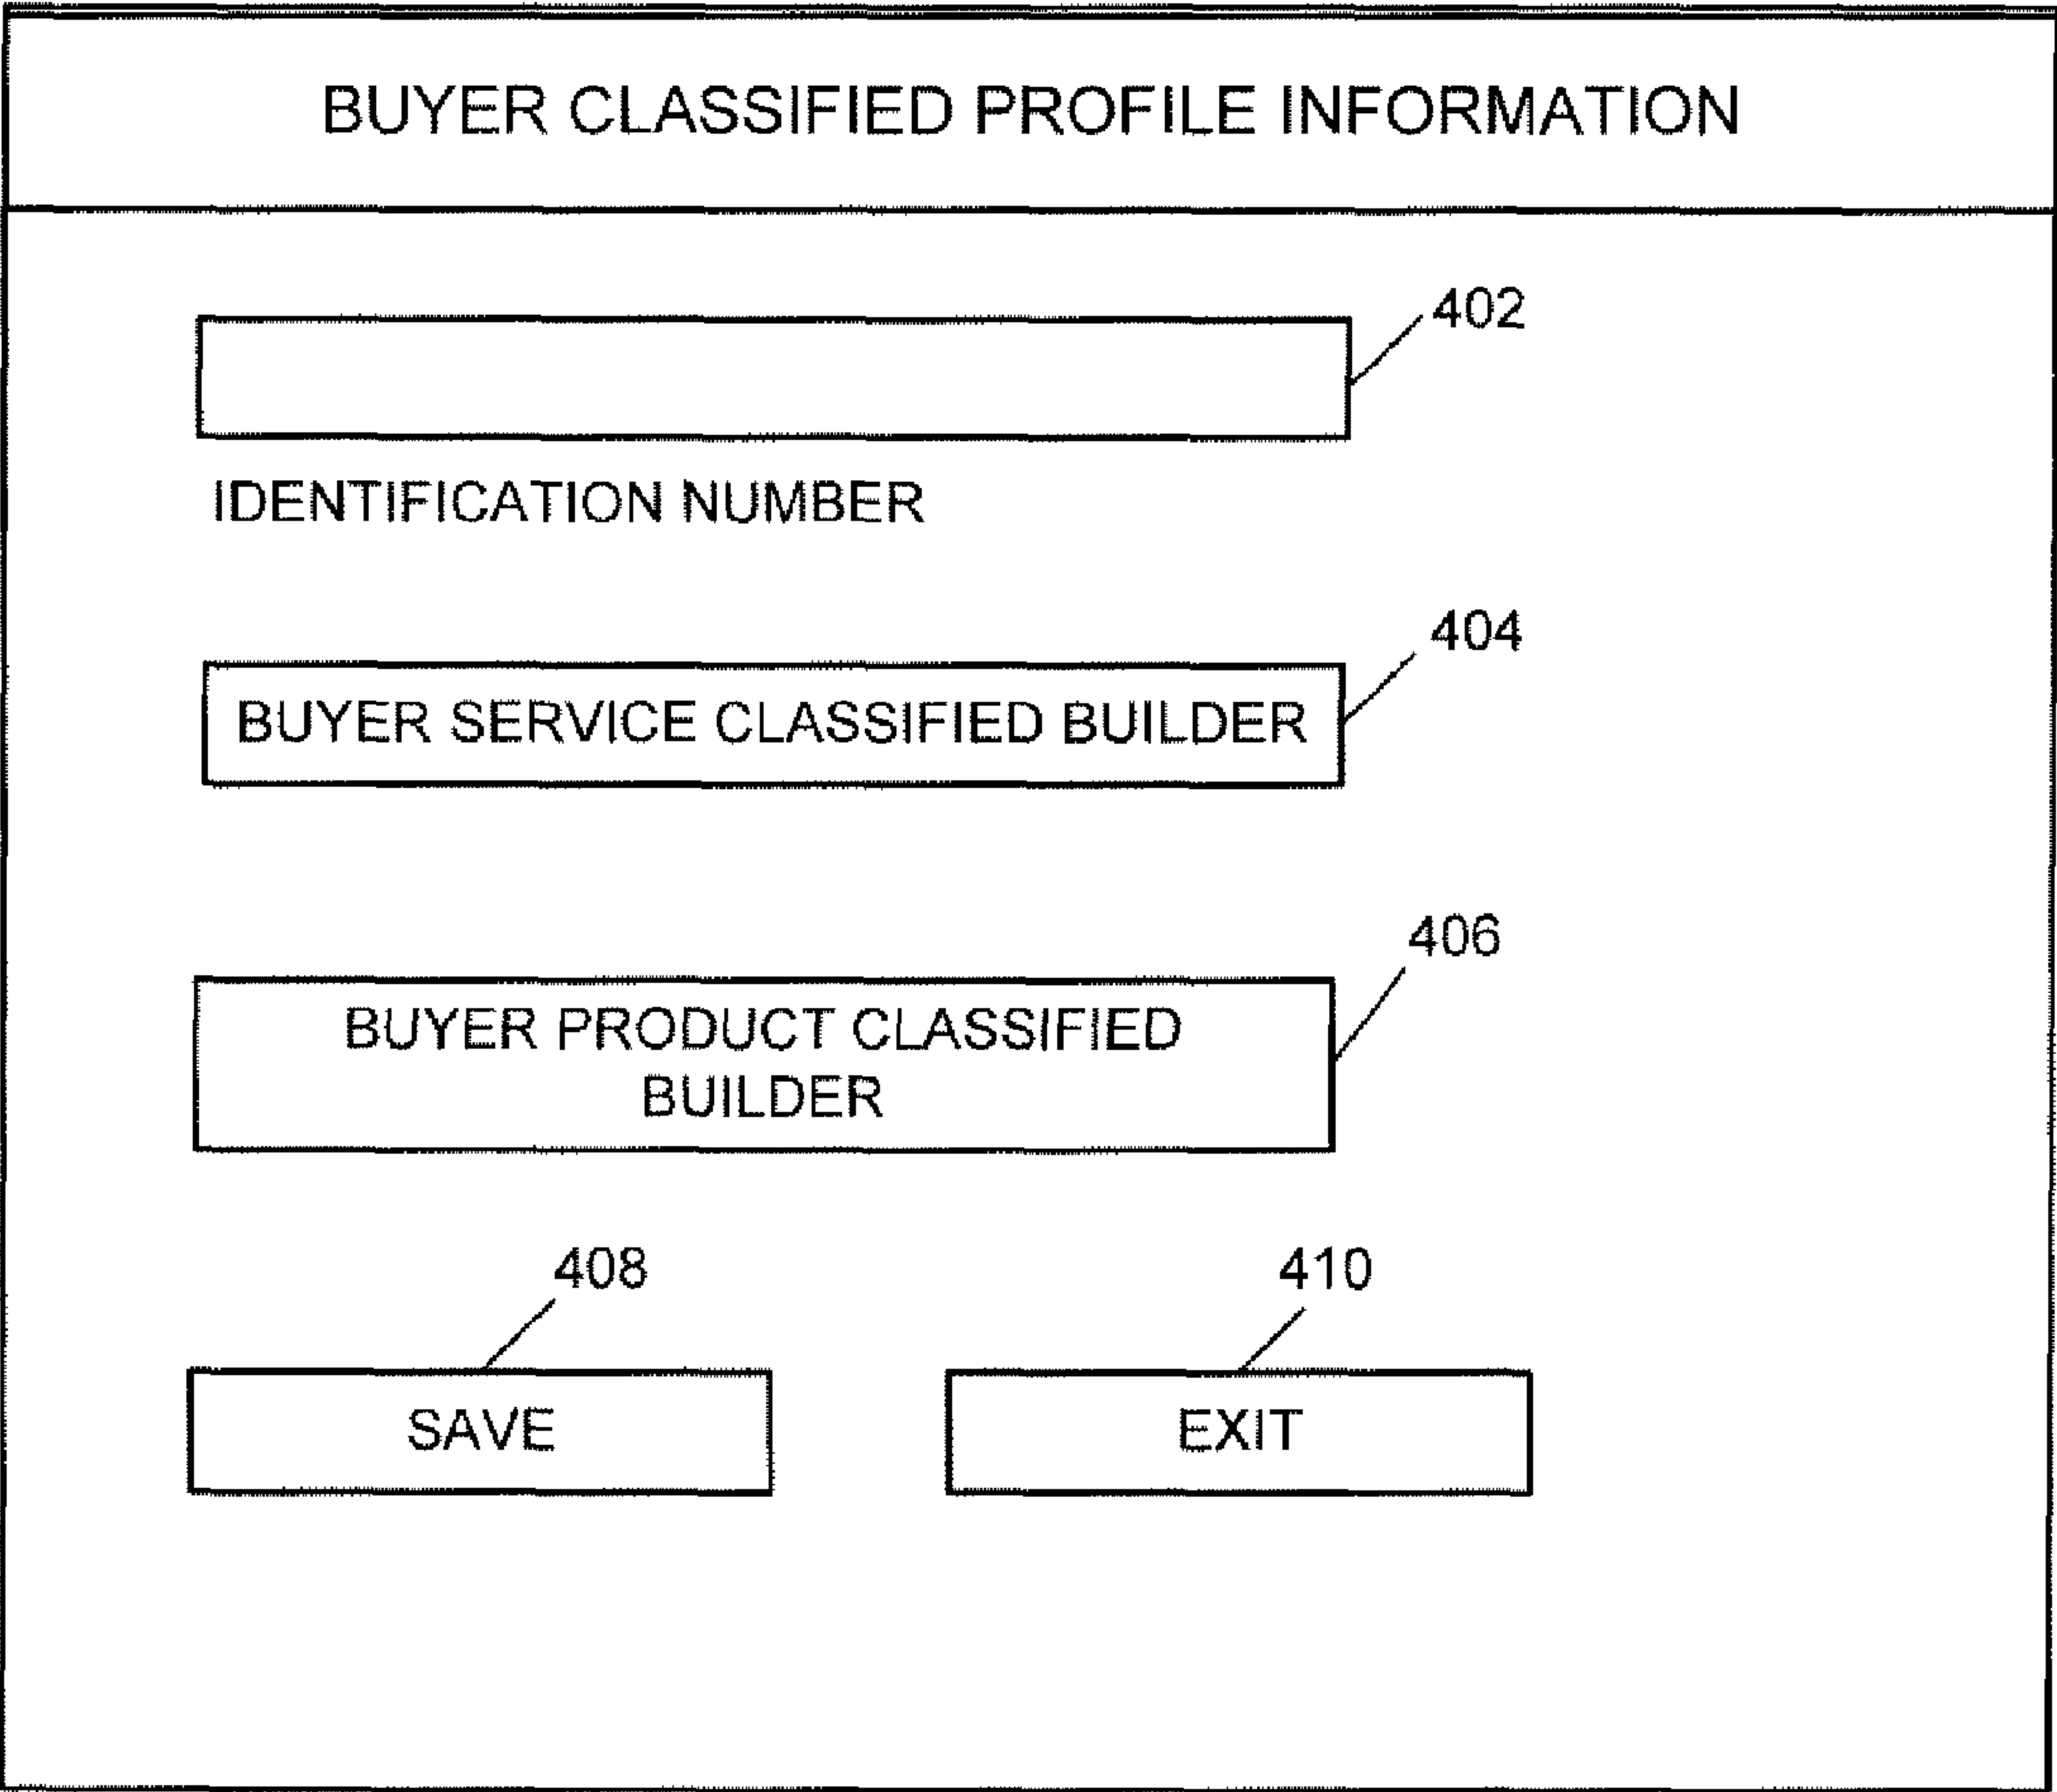 BUYER CLASSIFIED PROFILE INFORMATION
402
IDENTIFICATION NUMBER
404
BUYER SERVICE CLASSIFIED BUILDER
406
BUYER PRODUCT CLASSIFIED
BUILDER
408
410
SAVE
EXIT